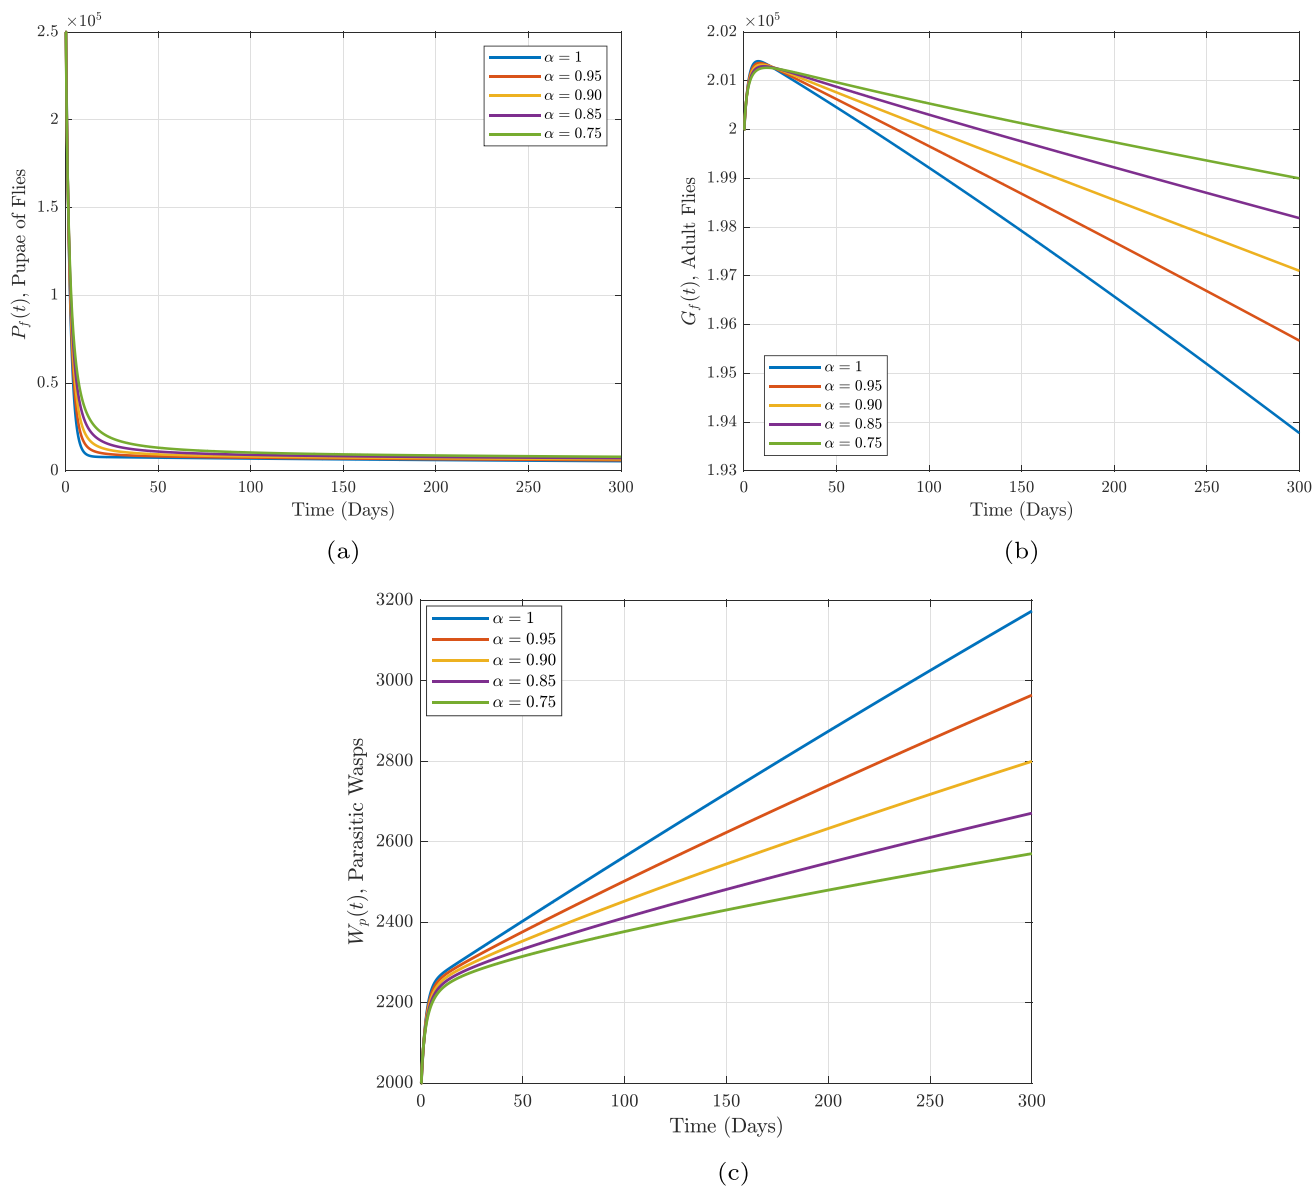 ×10⁵
2.5
2
1.5
1
0.5
0
P_f(t), Pupae of Flies
α = 1
α = 0.95
α = 0.90
α = 0.85
α = 0.75
0 50 100 150 200 250 300
Time (Days)
(a)
×10⁵
2.02
2.01
2
1.99
1.98
1.97
1.96
1.95
1.94
1.93
G_f(t), Adult Flies
α = 1
α = 0.95
α = 0.90
α = 0.85
α = 0.75
0 50 100 150 200 250 300
Time (Days)
(b)
3200
3000
2800
2600
2400
2200
2000
W_p(t), Parasitic Wasps
α = 1
α = 0.95
α = 0.90
α = 0.85
α = 0.75
0 50 100 150 200 250 300
Time (Days)
(c)